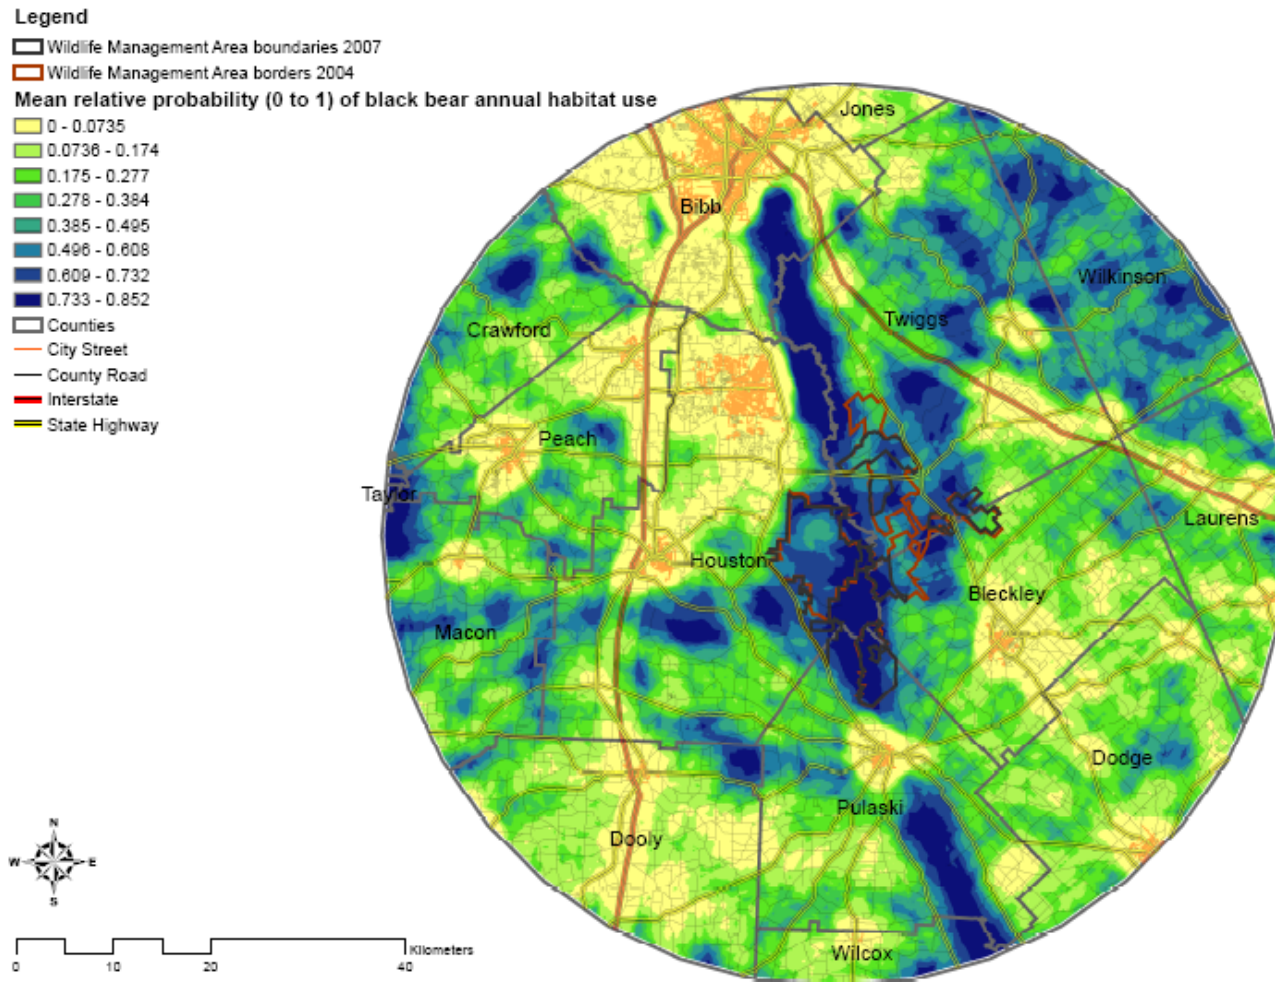 Legend
Wildlife Management Area boundaries 2007
Wildlife Management Area borders 2004
Mean relative probability (0 to 1) of black bear annual habitat use
0 - 0.0735
0.0736 - 0.174
0.175 - 0.277
0.278 - 0.384
0.385 - 0.495
0.496 - 0.608
0.609 - 0.732
0.733 - 0.852
Counties
City Street
County Road
Interstate
State Highway
Jones
Bibb
Wilkinson
Twiggs
Crawford
Peach
Taylor
Laurens
Houston
Bleckley
Macon
Dodge
Pulaski
Dooly
Wilcox
N
W E
S
Kilometers
0 10 20 40